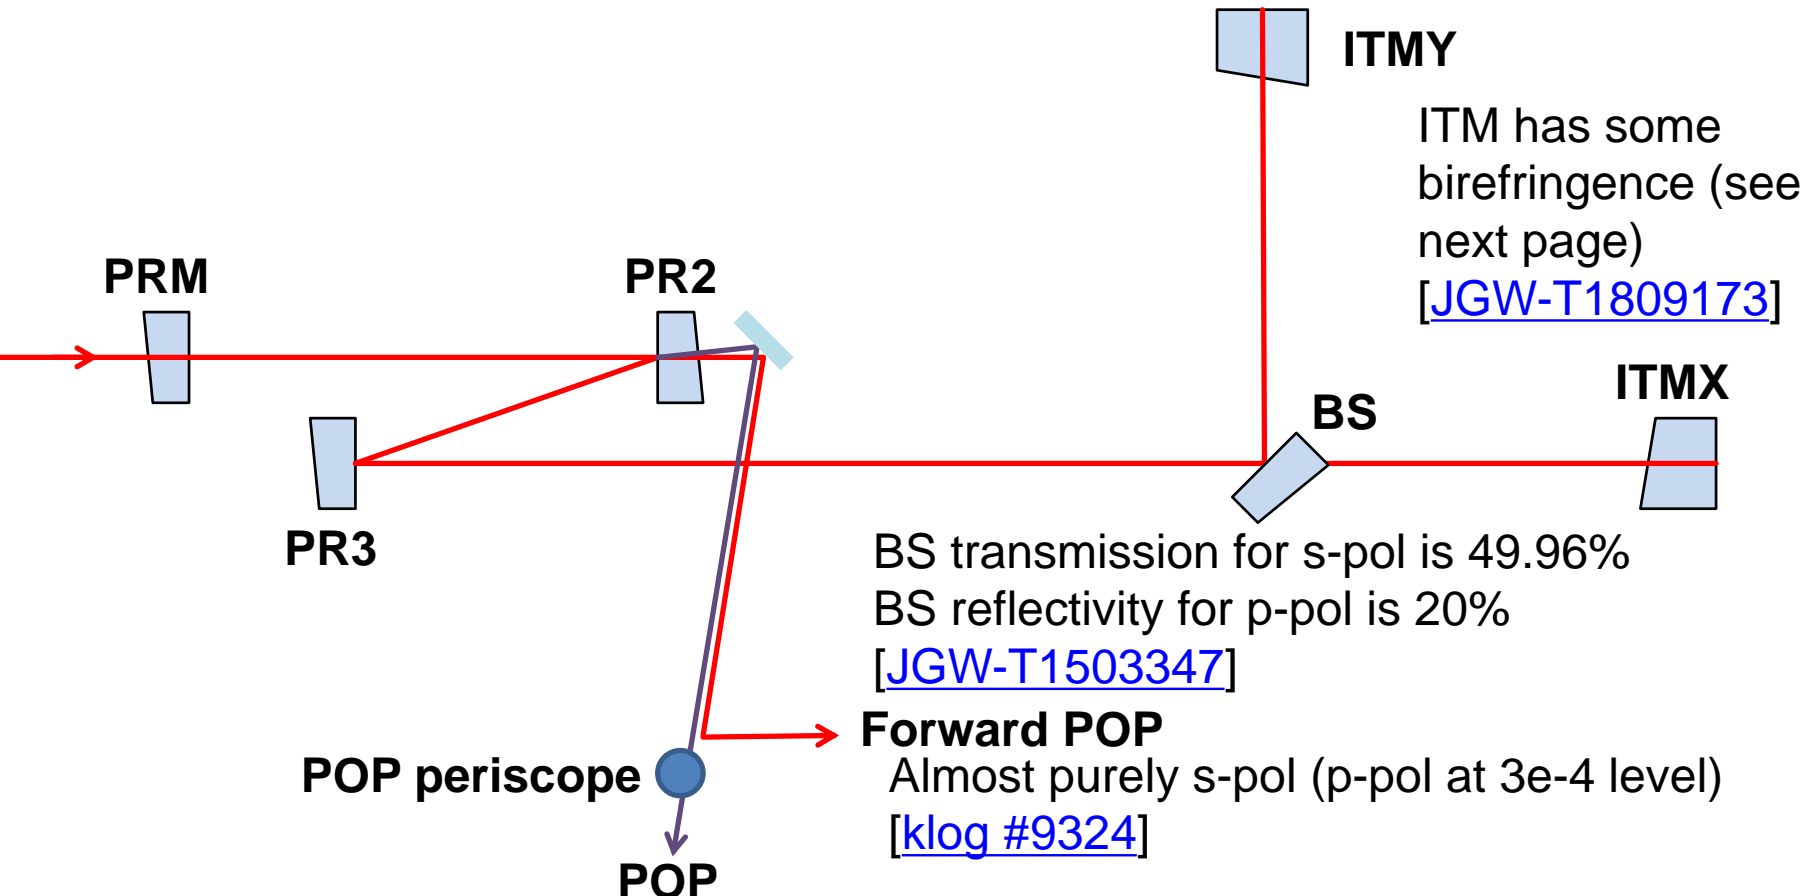 ITMY
ITM has some
birefringence (see
next page)
[JGW-T1809173]
PRM
PR2
ITMX
BS
PR3
BS transmission for s-pol is 49.96%
BS reflectivity for p-pol is 20%
[JGW-T1503347]
Forward POP
POP periscope
Almost purely s-pol (p-pol at 3e-4 level)
[klog #9324]
POP